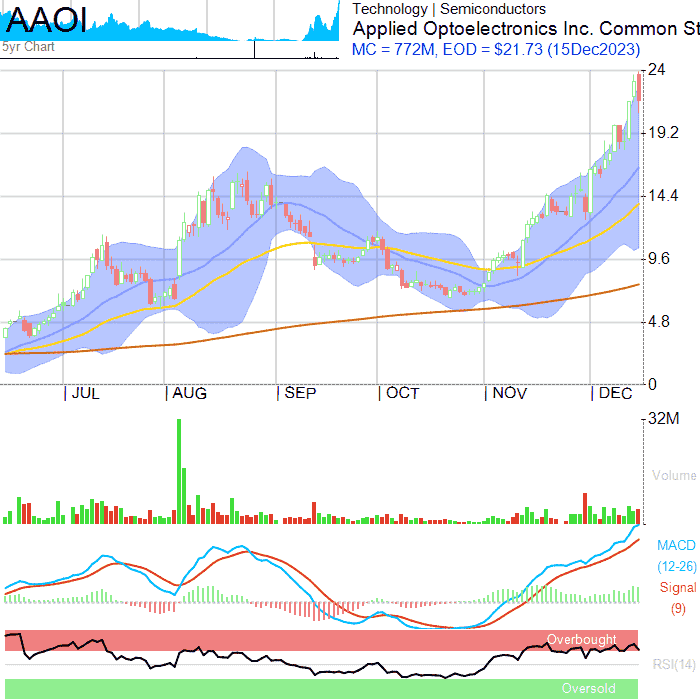 AAOI
5yr Chart
Technology | Semiconductors
Applied Optoelectronics Inc. Common St
MC = 772M, EOD = $21.73 (15Dec2023)
24
19.2
14.4
9.6
4.8
0
JUL
AUG
SEP
OCT
NOV
DEC
32M
Volume
MACD
(12-26)
Signal
(9)
Overbought
RSI(14)
Oversold